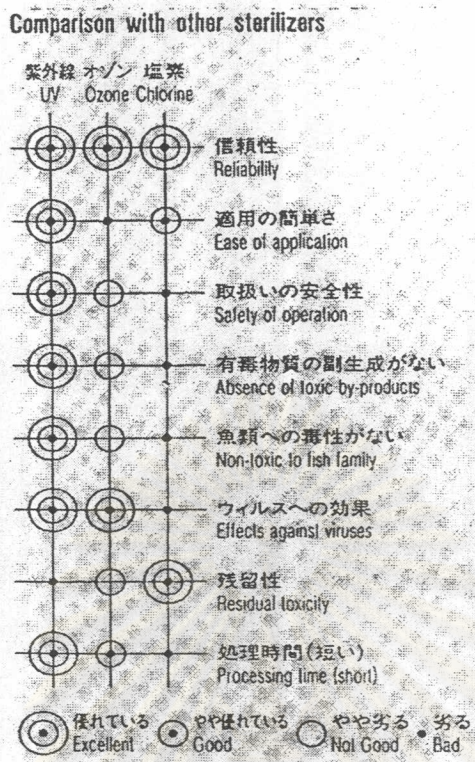 Comparison with other sterilizers
紫外線 オゾン 塩素
UV Ozone Chlorine
信頼性
Reliability
適用の簡単さ
Ease of application
取扱いの安全性
Safety of operation
有毒物質の副生成がない
Absence of toxic by-products
魚類への毒性がない
Non-toxic to fish family
ウィルスへの効果
Effects against viruses
残留性
Residual toxicity
処理時間(短い)
Processing time (short)
優れている やや優れている やや劣る 劣る
Excellent Good Not Good Bad